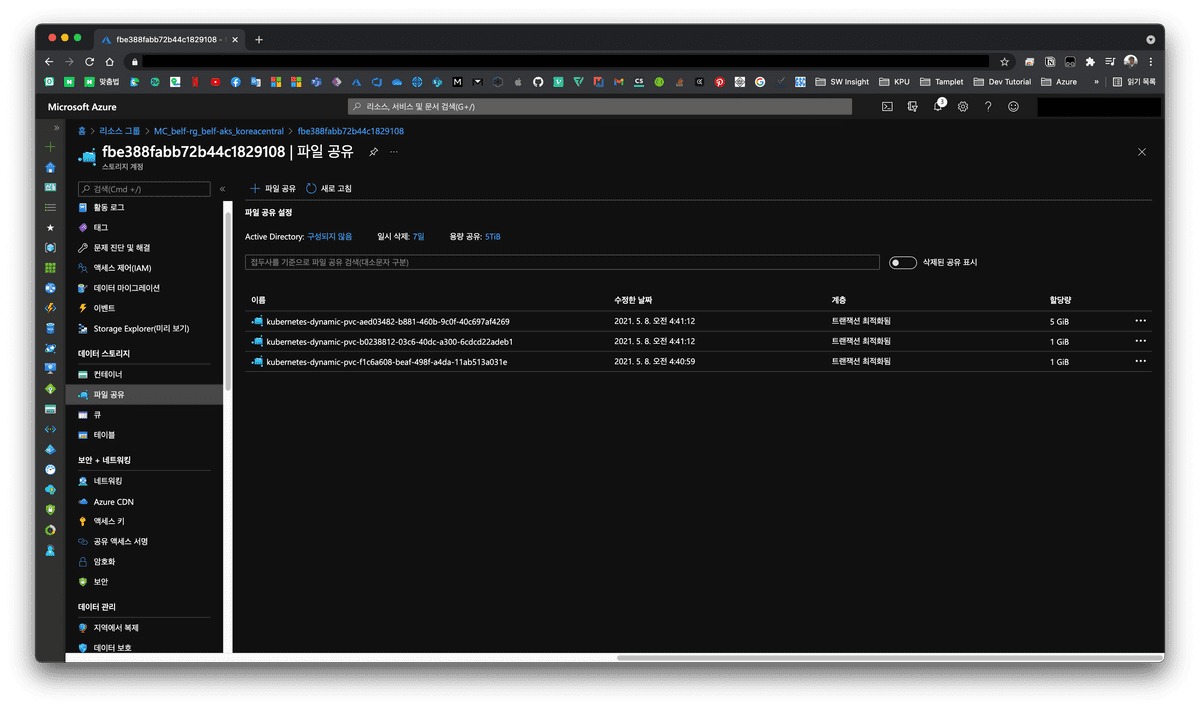 fbe388fabb72b44c1829108 -
맞춤법
SW Insight
KPU
Tamplet
Dev Tutorial
Azure
»
읽기 목록
Microsoft Azure
리소스, 서비스 및 문서 검색(G+/)
3
홈 > 리소스 그룹 > MC_belf-rg_belf-aks_koreacentral > fbe388fabb72b44c1829108
fbe388fabb72b44c1829108 | 파일 공유
스토리지 계정
검색(Cmd +/)
활동 로그
태그
문제 진단 및 해결
액세스 제어(IAM)
데이터 마이그레이션
이벤트
Storage Explorer(미리 보기)
데이터 스토리지
컨테이너
파일 공유
큐
테이블
보안 + 네트워킹
네트워킹
Azure CDN
액세스 키
공유 액세스 서명
암호화
보안
데이터 관리
지역에서 복제
데이터 보호
+ 파일 공유 새로 고침
파일 공유 설정
Active Directory: 구성되지 않음 일시 삭제: 7일 용량 공유: 5TiB
접두사를 기준으로 파일 공유 검색(대소문자 구분)
삭제된 공유 표시
이름 수정한 날짜 계층 할당량
kubernetes-dynamic-pvc-aed03482-b881-460b-9c0f-40c697af4269 2021. 5. 8. 오전 4:41:12 트랜잭션 최적화됨 5 GiB
kubernetes-dynamic-pvc-b0238812-03c6-40dc-a300-6cdcd22adeb1 2021. 5. 8. 오전 4:41:12 트랜잭션 최적화됨 1 GiB
kubernetes-dynamic-pvc-f1c6a608-beaf-498f-a4da-11ab513a031e 2021. 5. 8. 오전 4:40:59 트랜잭션 최적화됨 1 GiB